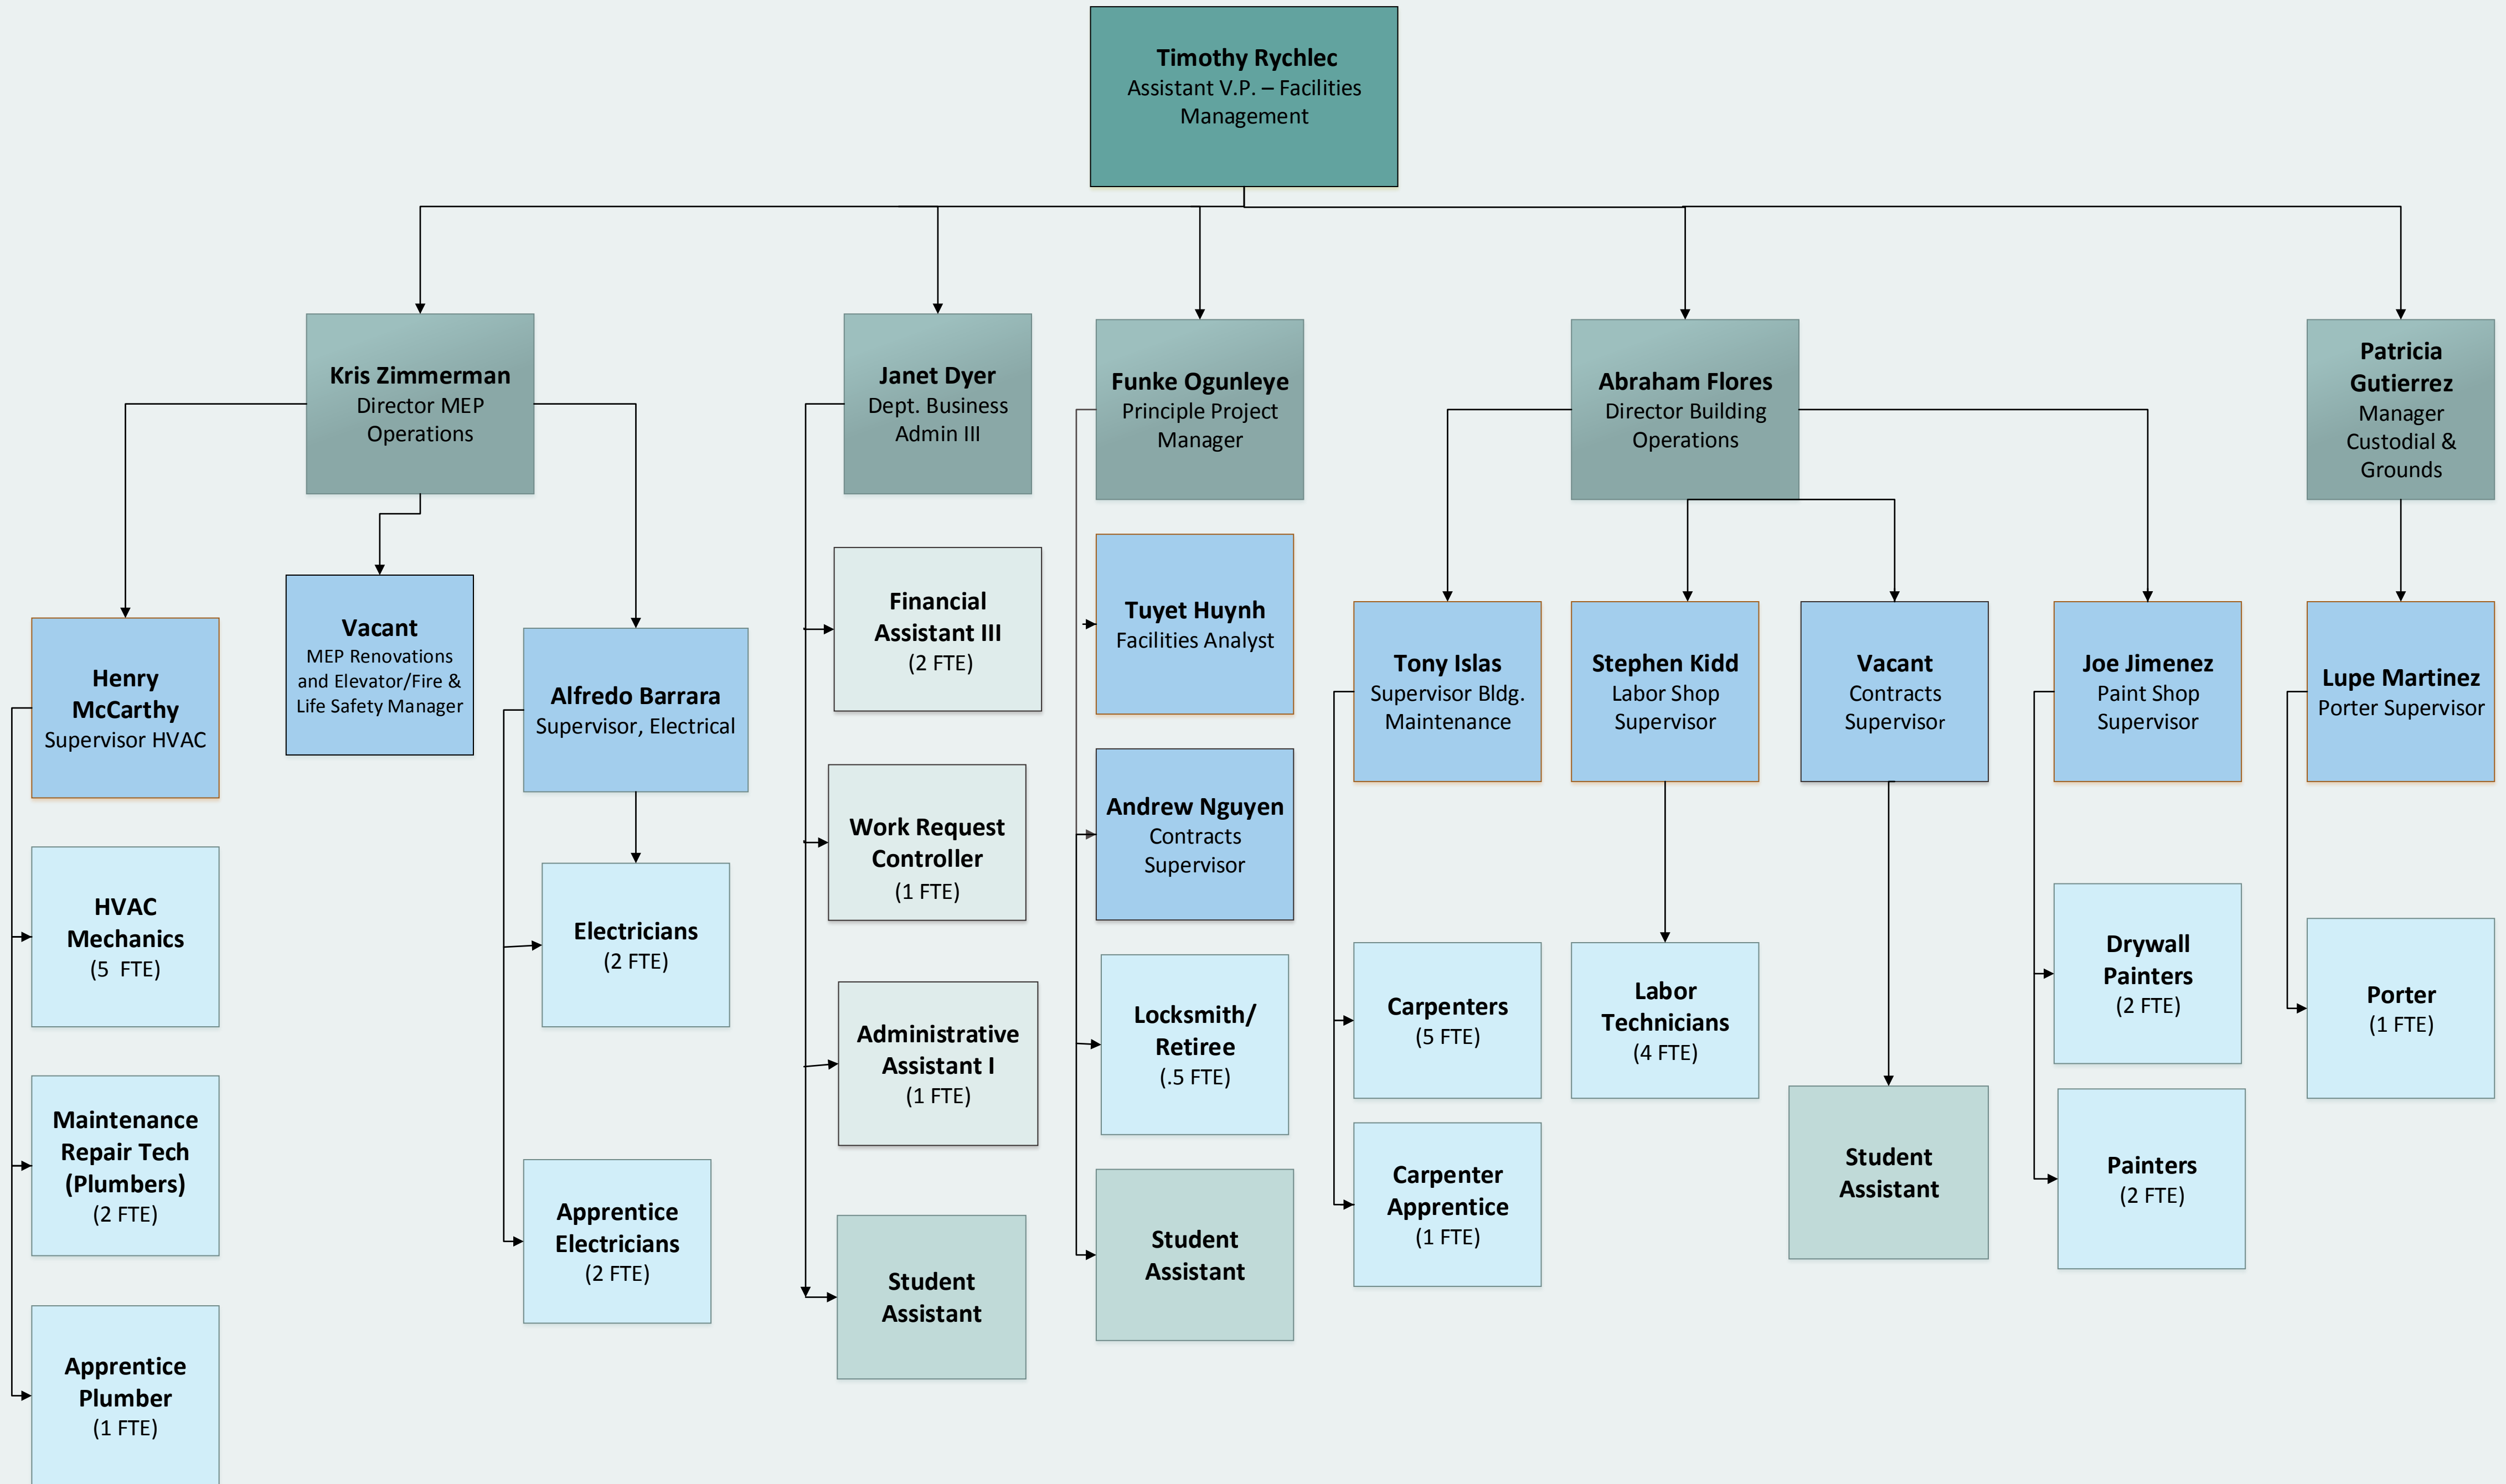 Timothy Rychlec
Assistant V.P. – Facilities
Management
Kris Zimmerman
Director MEP
Operations
Janet Dyer
Dept. Business
Admin III
Funke Ogunleye
Principle Project
Manager
Abraham Flores
Director Building
Operations
Patricia
Gutierrez
Manager
Custodial &
Grounds
Henry
McCarthy
Supervisor HVAC
Vacant
MEP Renovations
and Elevator/Fire &
Life Safety Manager
Alfredo Barrara
Supervisor, Electrical
Financial
Assistant III
(2 FTE)
Tuyet Huynh
Facilities Analyst
Tony Islas
Supervisor Bldg.
Maintenance
Stephen Kidd
Labor Shop
Supervisor
Vacant
Contracts
Supervisor
Joe Jimenez
Paint Shop
Supervisor
Lupe Martinez
Porter Supervisor
Work Request
Controller
(1 FTE)
Andrew Nguyen
Contracts
Supervisor
HVAC
Mechanics
(5  FTE)
Electricians
(2 FTE)
Administrative
Assistant I
(1 FTE)
Locksmith/
Retiree
(.5 FTE)
Carpenters
(5 FTE)
Labor
Technicians
(4 FTE)
Drywall
Painters
(2 FTE)
Porter
(1 FTE)
Maintenance
Repair Tech
(Plumbers)
(2 FTE)
Apprentice
Electricians
(2 FTE)
Student
Assistant
Student
Assistant
Carpenter
Apprentice
(1 FTE)
Student
Assistant
Painters
(2 FTE)
Apprentice
Plumber
(1 FTE)